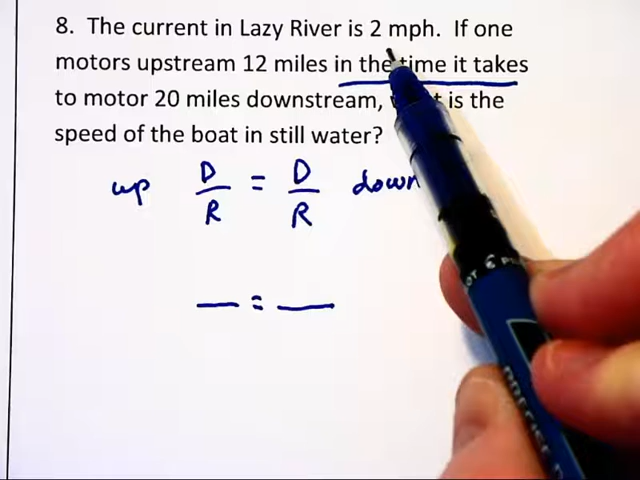 8. The current in Lazy River is 2 mph. If one
motors upstream 12 miles in the time it takes
to motor 20 miles downstream, is the
speed of the boat in still water?
up D/R = D/R down
— = —